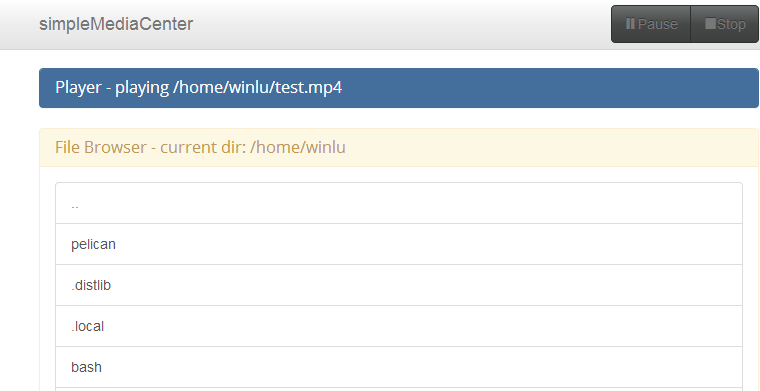 simpleMediaCenter
Pause Stop
Player - playing /home/winlu/test.mp4
File Browser - current dir: /home/winlu
..
pelican
.distlib
.local
bash